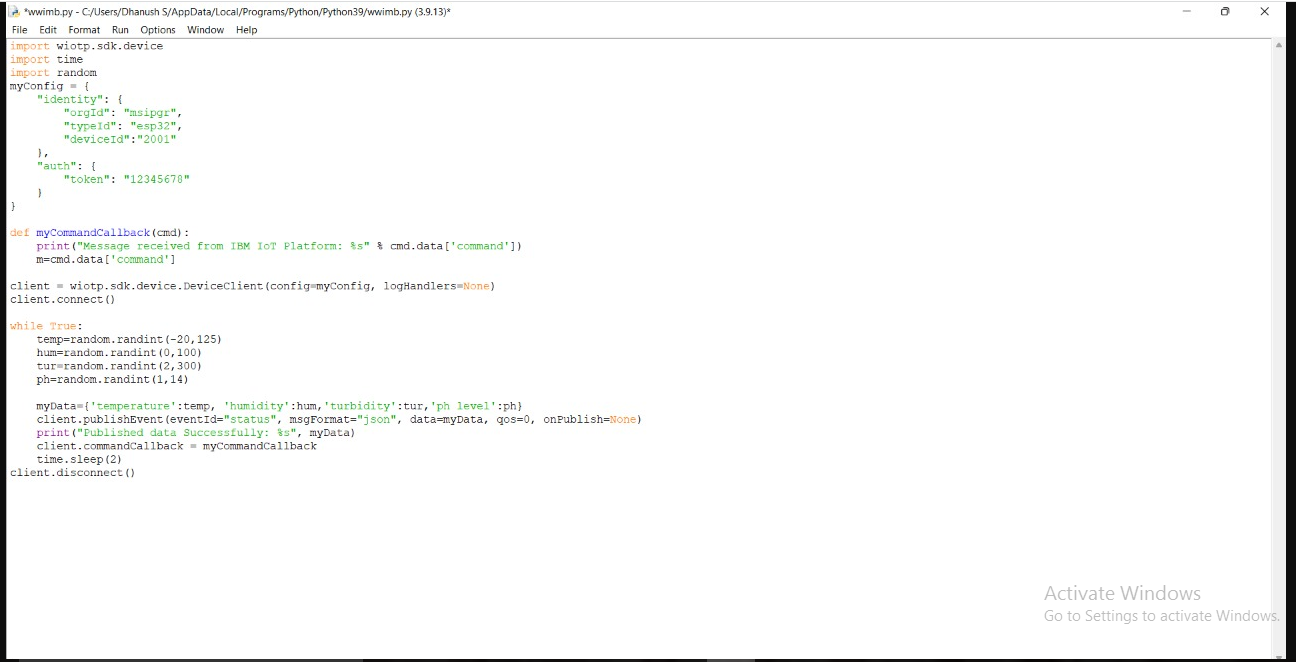 *wwimb.py - C:/Users/Dhanush S/AppData/Local/Programs/Python/Python39/wwimb.py (3.9.13)*
File Edit Format Run Options Window Help
import wiotp.sdk.device
import time
import random
myConfig = {
    "identity": {
        "orgId": "msipgr",
        "typeId": "esp32",
        "deviceId":"2001"
    },
    "auth": {
        "token": "12345678"
    }
}
def myCommandCallback(cmd):
    print("Message received from IBM IoT Platform: %s" % cmd.data['command'])
    m=cmd.data['command']
client = wiotp.sdk.device.DeviceClient(config=myConfig, logHandlers=None)
client.connect()
while True:
    temp=random.randint(-20,125)
    hum=random.randint(0,100)
    tur=random.randint(2,300)
    ph=random.randint(1,14)
    myData={'temperature':temp, 'humidity':hum,'turbidity':tur,'ph level':ph}
    client.publishEvent(eventId="status", msgFormat="json", data=myData, qos=0, onPublish=None)
    print("Published data Successfully: %s", myData)
    client.commandCallback = myCommandCallback
    time.sleep(2)
client.disconnect()
Activate Windows
Go to Settings to activate Windows.